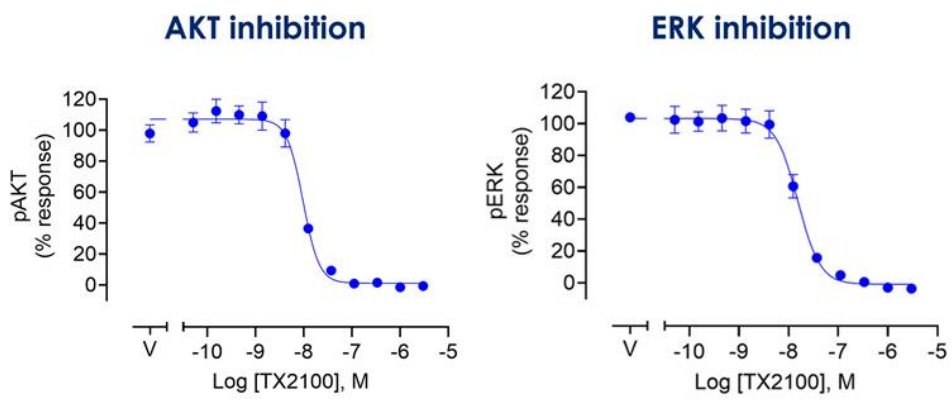 AKT inhibition
pAKT
(% response)
120
100
80
60
40
20
0
V
-10
-9
-8
-7
-6
-5
Log [TX2100], M
ERK inhibition
pERK
(% response)
120
100
80
60
40
20
0
V
-10
-9
-8
-7
-6
-5
Log [TX2100], M